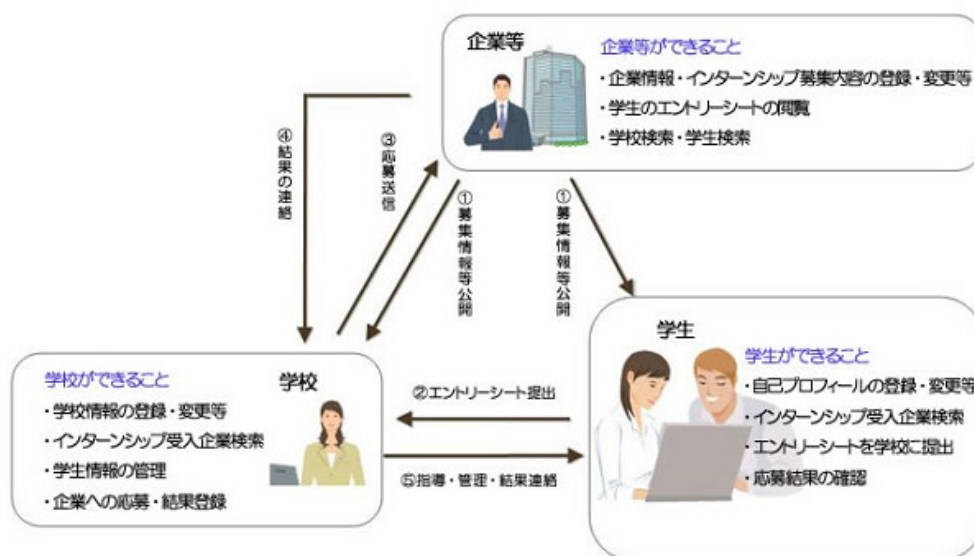 企業等
企業等ができること
・企業情報・インターンシップ募集内容の登録・変更等
・学生のエントリーシートの閲覧
・学校検索・学生検索
④結果の連絡
③応募送信
①募集情報等公開
①募集情報等公開
学校ができること
学校
・学校情報の登録・変更等
・インターンシップ受入企業検索
・学生情報の管理
・企業への応募・結果登録
②エントリーシート提出
⑤指導・管理・結果連絡
学生
学生ができること
・自己プロフィールの登録・変更等
・インターンシップ受入企業検索
・エントリーシートを学校に提出
・応募結果の確認